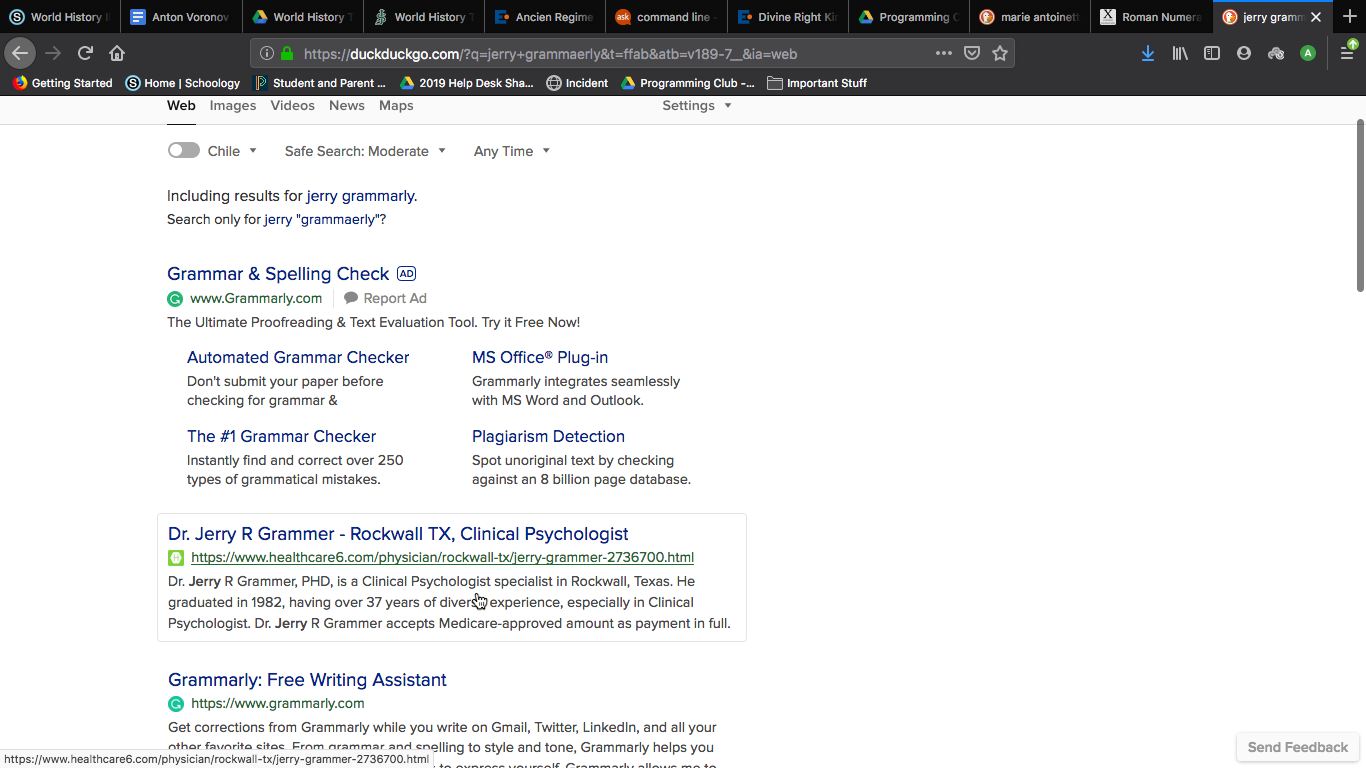 World History I
Anton Voronov
World History T
World History T
Ancien Regime
command line -
Divine Right Kin
Programming C
marie antoinett
Roman Numera
jerry gramm
https://duckduckgo.com/?q=jerry+grammaerly&t=ffab&atb=v189-7__&ia=web
Getting Started
Home | Schoology
Student and Parent ...
2019 Help Desk Sha...
Incident
Programming Club -...
Important Stuff
Web Images Videos News Maps Settings
Chile Safe Search: Moderate Any Time
Including results for jerry grammarly.
Search only for jerry "grammaerly"?
Grammar & Spelling Check AD
www.Grammarly.com Report Ad
The Ultimate Proofreading & Text Evaluation Tool. Try it Free Now!
Automated Grammar Checker
Don't submit your paper before
checking for grammar &
MS Office® Plug-in
Grammarly integrates seamlessly
with MS Word and Outlook.
The #1 Grammar Checker
Instantly find and correct over 250
types of grammatical mistakes.
Plagiarism Detection
Spot unoriginal text by checking
against an 8 billion page database.
Dr. Jerry R Grammer - Rockwall TX, Clinical Psychologist
https://www.healthcare6.com/physician/rockwall-tx/jerry-grammer-2736700.html
Dr. Jerry R Grammer, PHD, is a Clinical Psychologist specialist in Rockwall, Texas. He
graduated in 1982, having over 37 years of diverse experience, especially in Clinical
Psychologist. Dr. Jerry R Grammer accepts Medicare-approved amount as payment in full.
Grammarly: Free Writing Assistant
https://www.grammarly.com
Get corrections from Grammarly while you write on Gmail, Twitter, LinkedIn, and all your
other favorite sites. From grammar and spelling to style and tone, Grammarly helps you
to express yourself. Grammarly allows me to
Send Feedback
https://www.healthcare6.com/physician/rockwall-tx/jerry-grammer-2736700.html